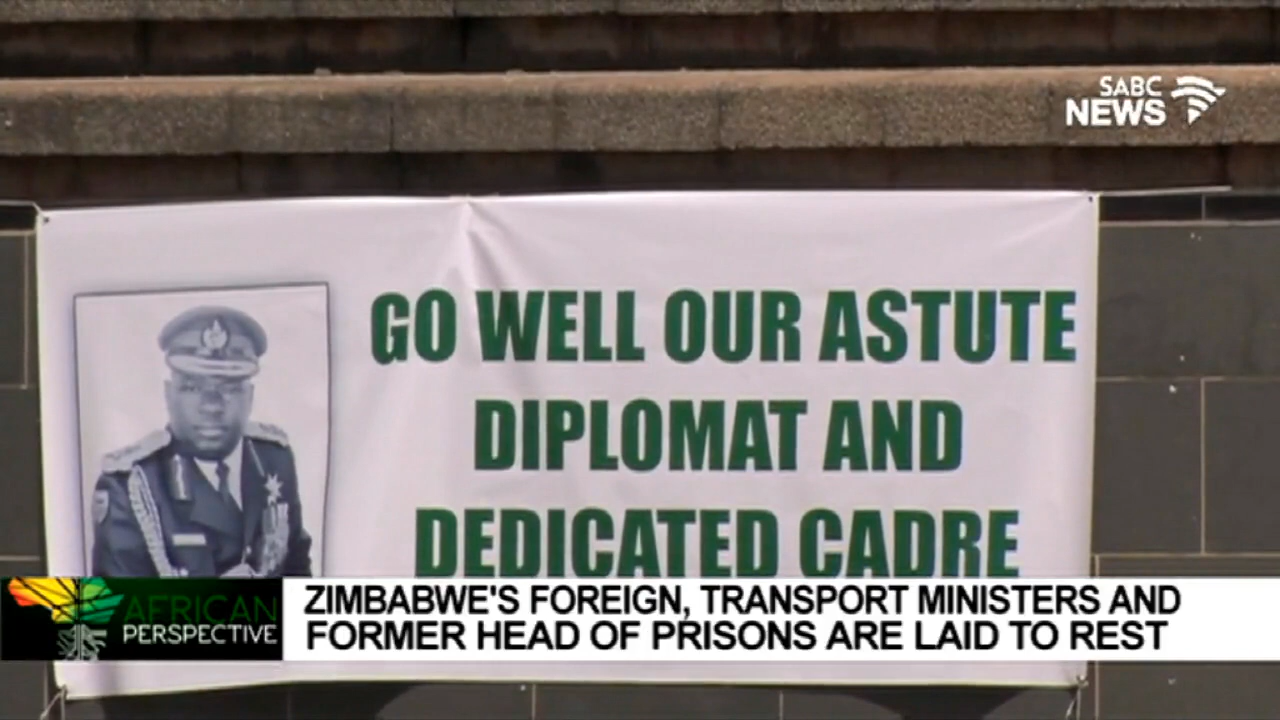 SABC
NEWS
GO WELL OUR ASTUTE
DIPLOMAT AND
DEDICATED CADRE
AFRICAN
PERSPECTIVE
ZIMBABWE'S FOREIGN, TRANSPORT MINISTERS AND
FORMER HEAD OF PRISONS ARE LAID TO REST